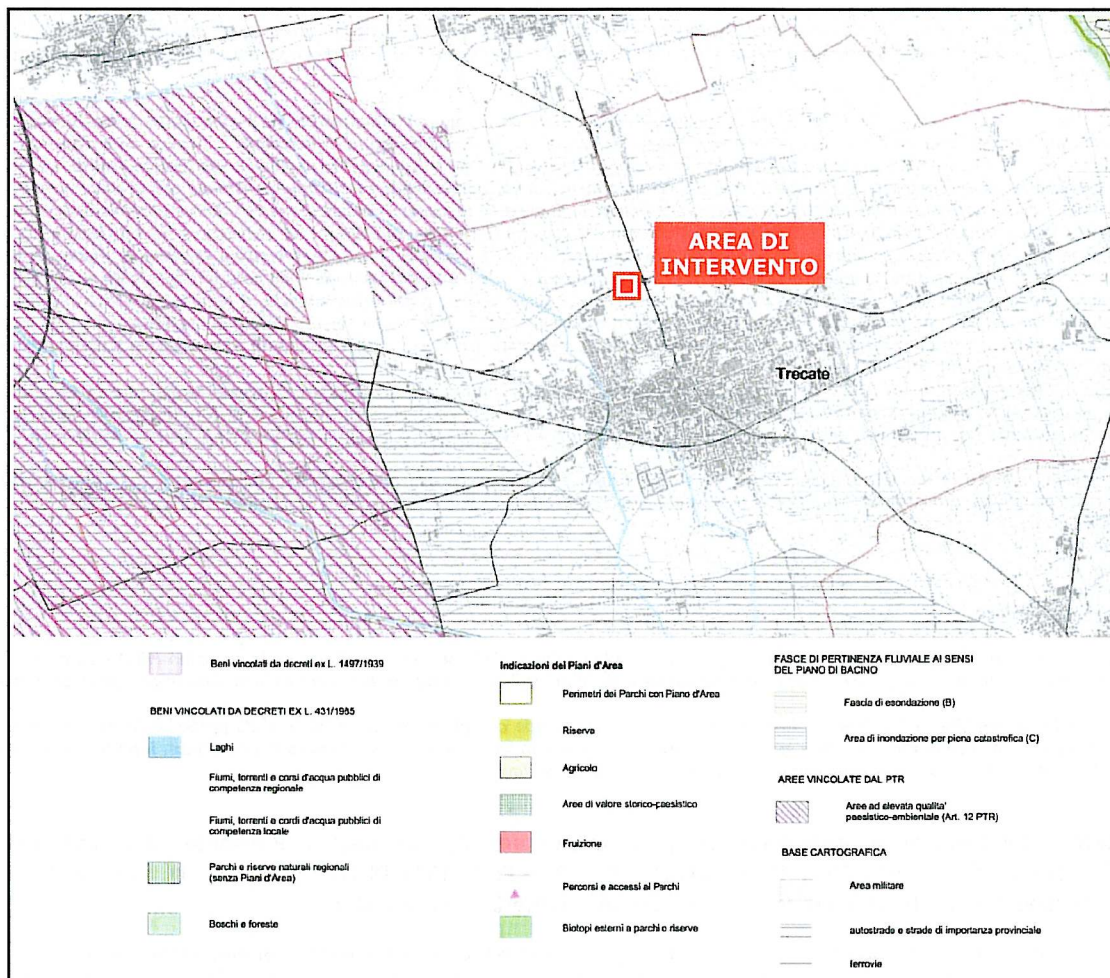 AREA DI
INTERVENTO
Trecate
Beni vincolati da decreti ex L. 1497/1939
BENI VINCOLATI DA DECRETI EX L. 431/1985
Laghi
Fiumi, torrenti e corsi d'acqua pubblici di
competenza regionale
Fiumi, torrenti e cordi d'acqua pubblici di
competenza locale
Parchi e riserve naturali regionali
(senza Piani d'Area)
Boschi e foreste
Indicazioni dei Piani d'Area
Perimetri dei Parchi con Piano d'Area
Riserva
Agricolo
Aree di valore storico-paesistico
Fruizione
Percorsi e accessi ai Parchi
Biotopi esterni a parchi e riserve
FASCE DI PERTINENZA FLUVIALE AI SENSI
DEL PIANO DI BACINO
Fascia di esondazione (B)
Area di inondazione per piena catastrofica (C)
AREE VINCOLATE DAL PTR
Aree ad elevata qualita'
paesistico-ambientale (Art. 12 PTR)
BASE CARTOGRAFICA
Area militare
autostrade e strade di importanza provinciale
ferrovie